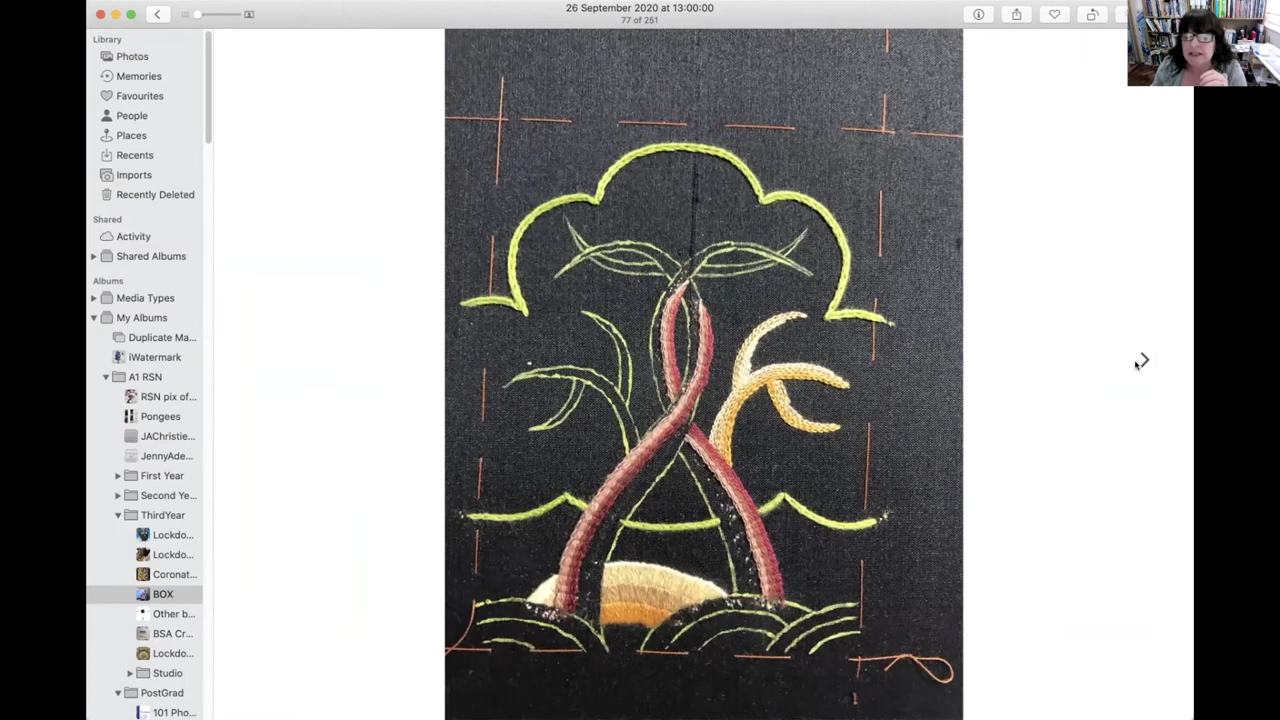 26 September 2020 at 13:00:00
77 of 251
Library
Photos
Memories
Favourites
People
Places
Recents
Imports
Recently Deleted
Shared
Activity
Shared Albums
Albums
Media Types
My Albums
Duplicate Ma...
iWatermark
A1 RSN
RSN pix of...
Pongees
JAChristie...
JennyAde...
First Year
Second Ye...
ThirdYear
Lockdo...
Lockdo...
Coronat...
BOX
Other b...
BSA Cr...
Lockdo...
Studio
PostGrad
101 Pho...